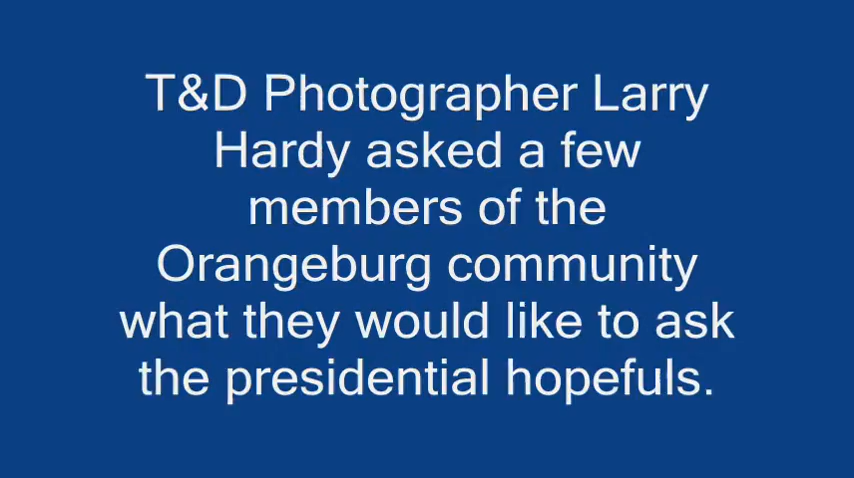 T&D Photographer Larry
Hardy asked a few
members of the
Orangeburg community
what they would like to ask
the presidential hopefuls.